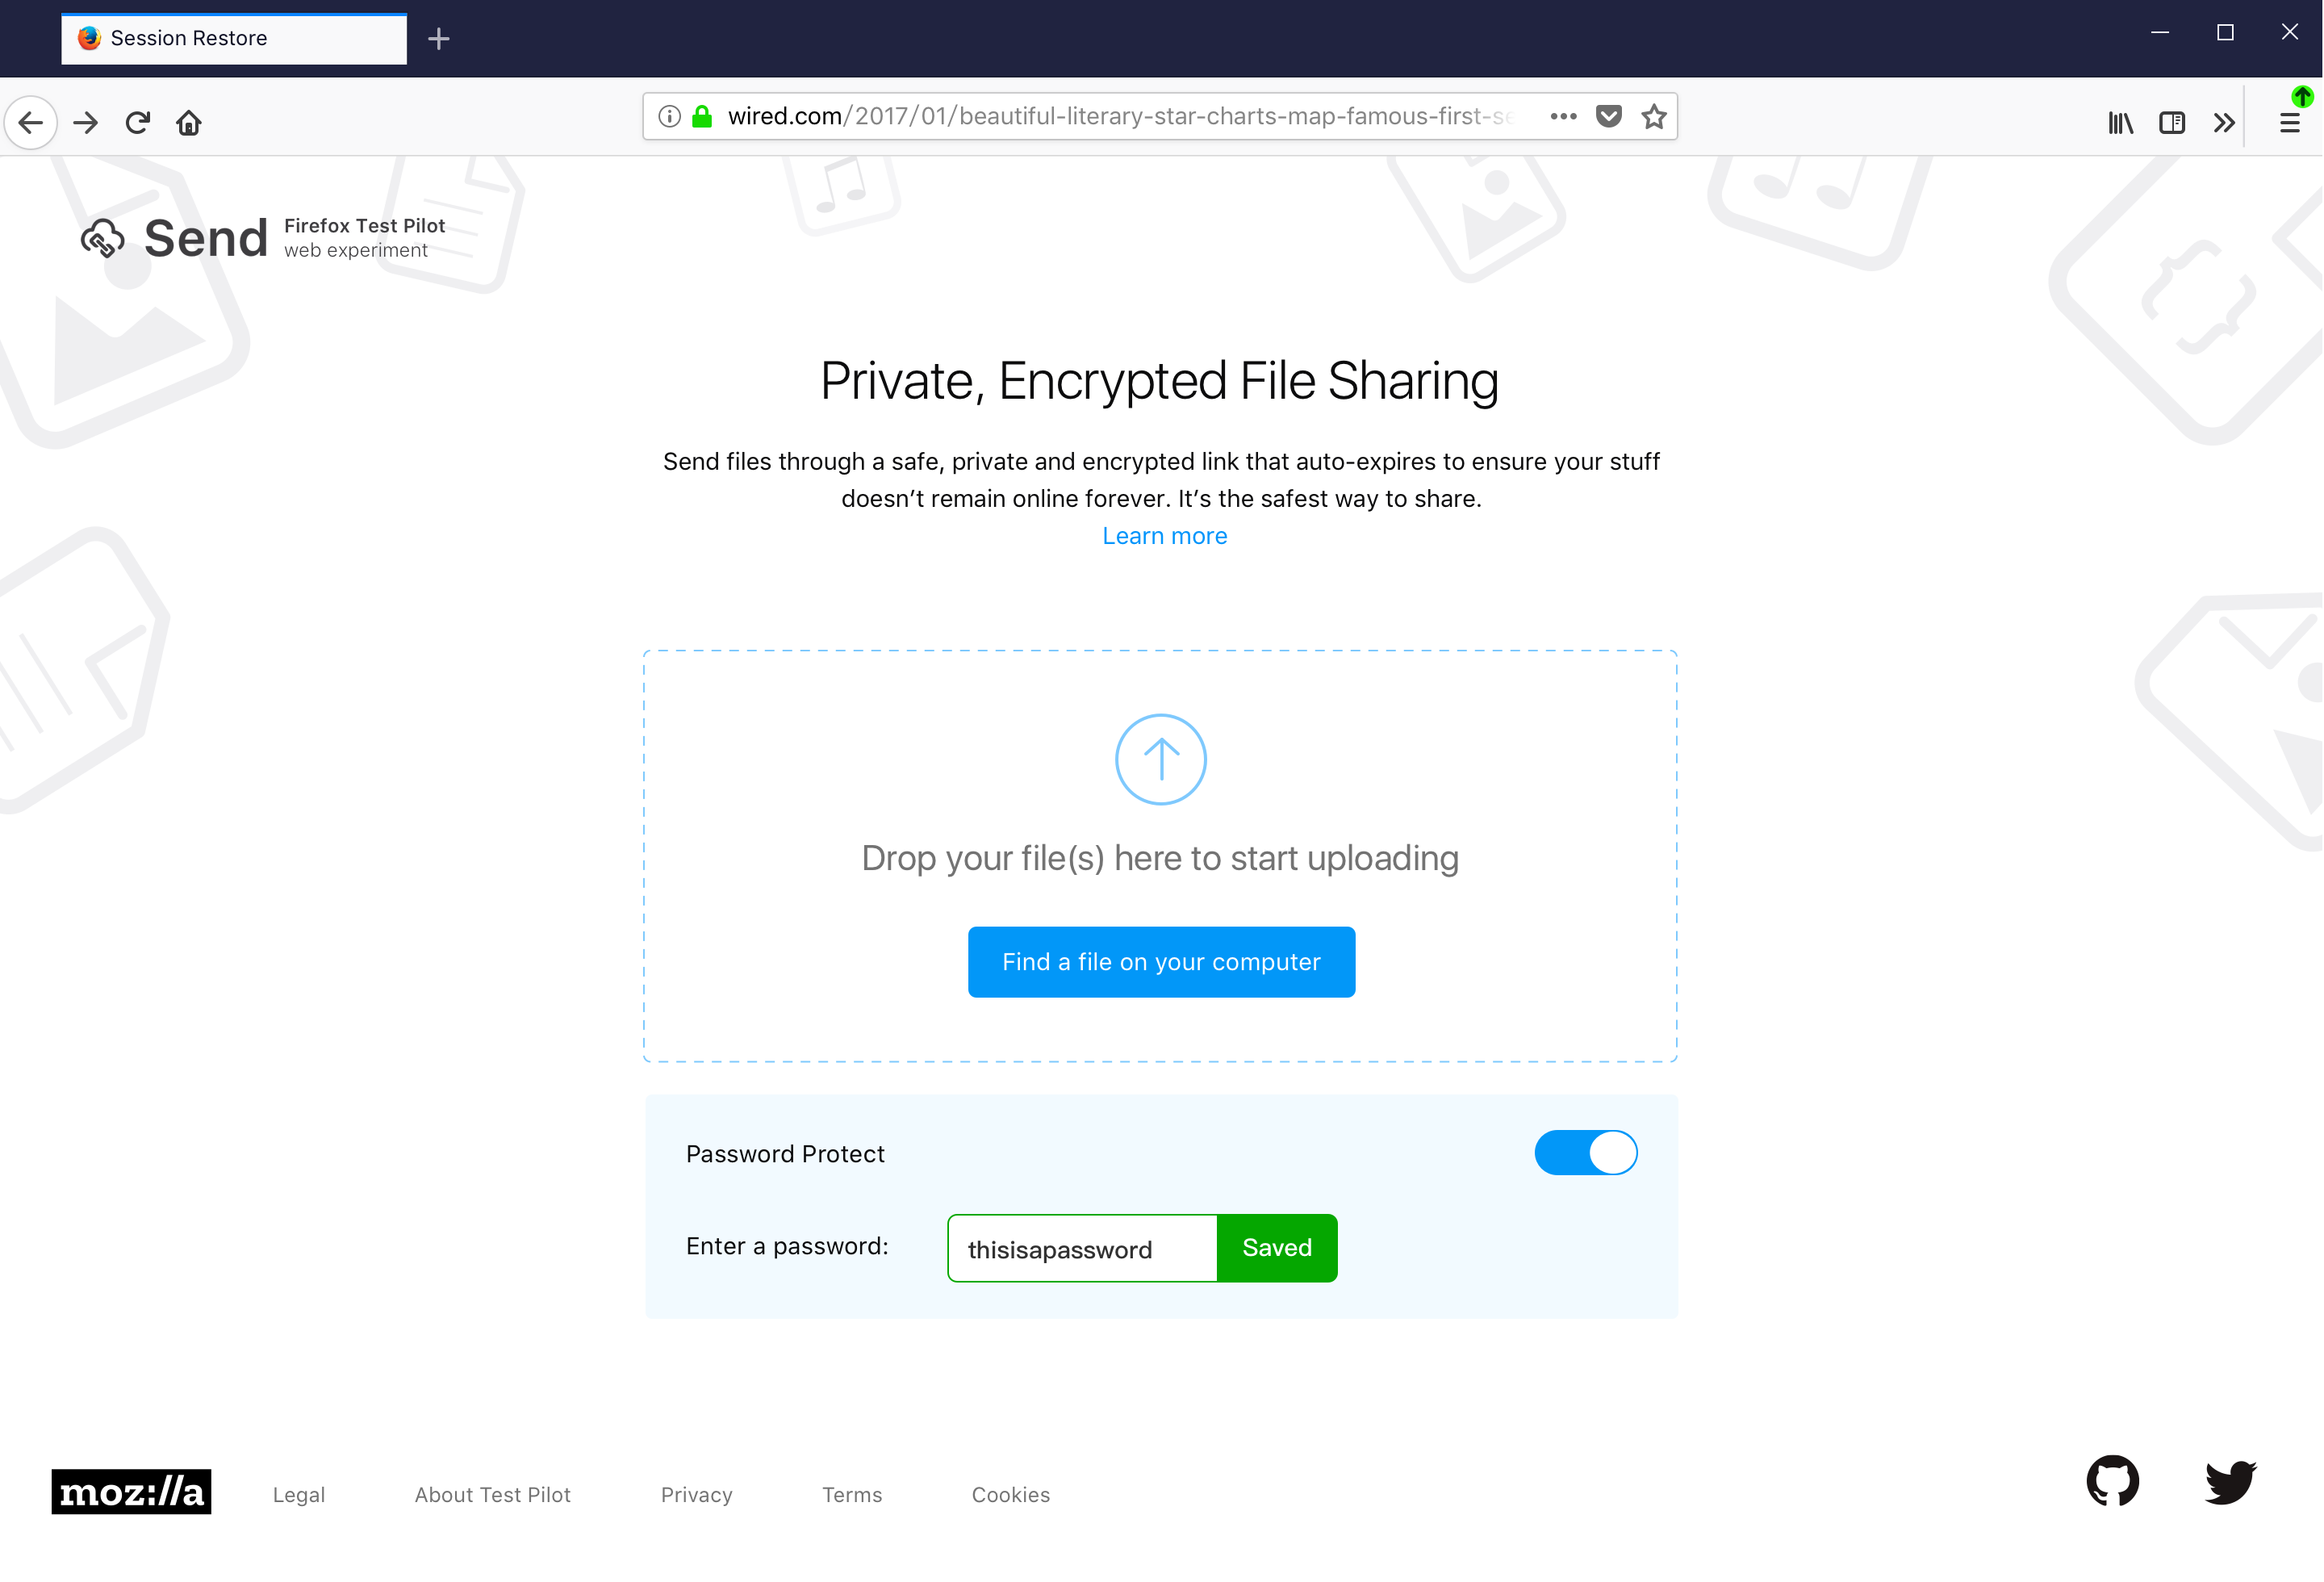 Session Restore
wired.com/2017/01/beautiful-literary-star-charts-map-famous-first-se
Send
Firefox Test Pilot
web experiment
Private, Encrypted File Sharing
Send files through a safe, private and encrypted link that auto-expires to ensure your stuff
doesn’t remain online forever. It’s the safest way to share.
Learn more
Drop your file(s) here to start uploading
Find a file on your computer
Password Protect
Enter a password:
thisisapassword
Saved
moz://a
Legal
About Test Pilot
Privacy
Terms
Cookies